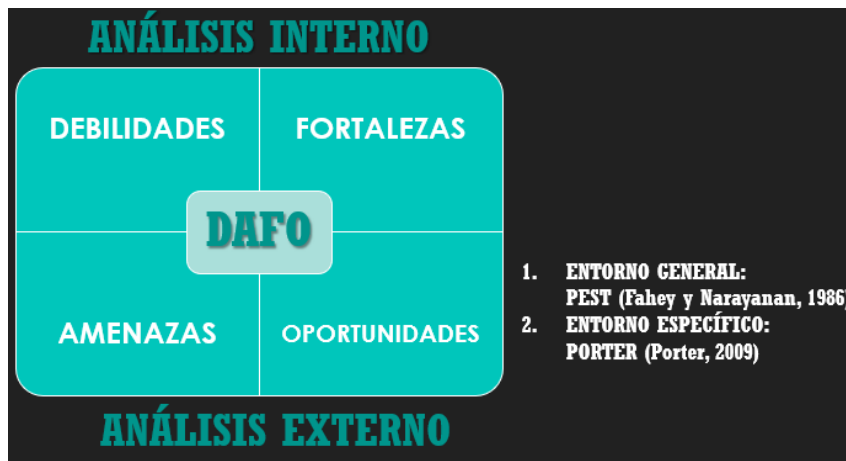 ANÁLISIS INTERNO
DEBILIDADES
FORTALEZAS
DAFO
AMENAZAS
OPORTUNIDADES
1. ENTORNO GENERAL:
PEST (Fahey y Narayanan, 1986)
2. ENTORNO ESPECÍFICO:
PORTER (Porter, 2009)
ANÁLISIS EXTERNO